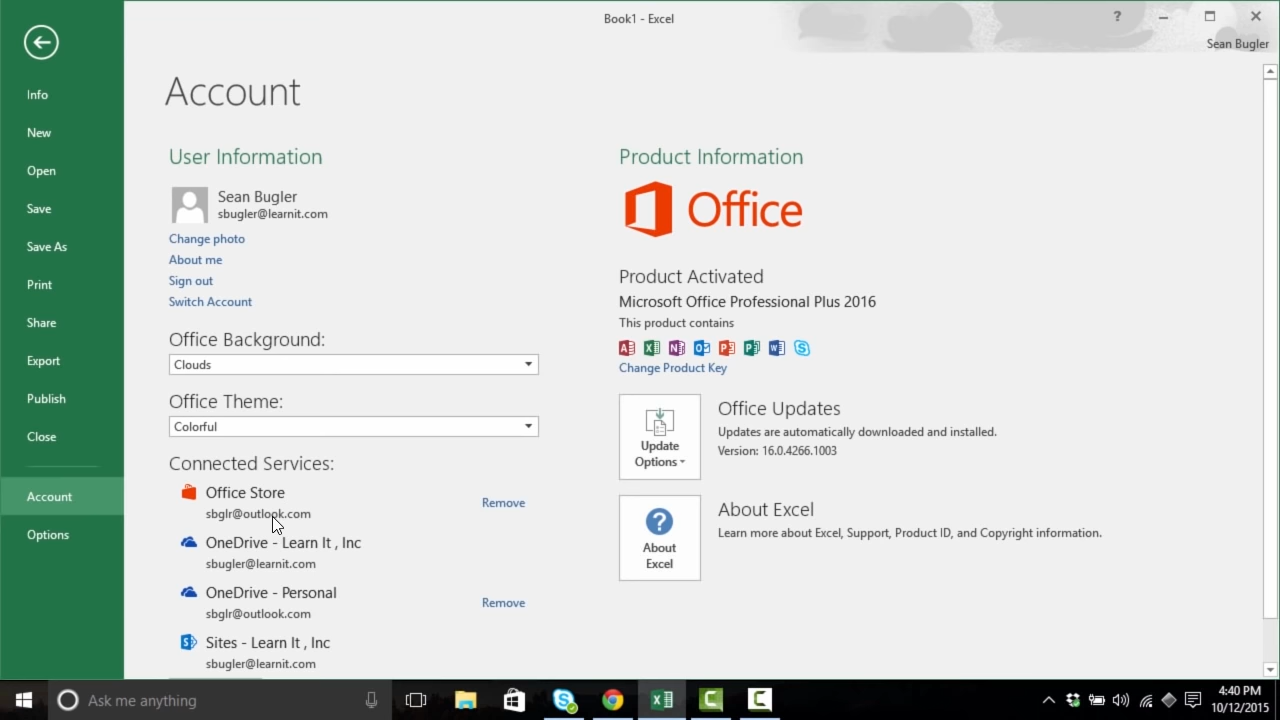 Book1 - Excel
?
Sean Bugler
Info
New
Open
Save
Save As
Print
Share
Export
Publish
Close
Account
Options
Account
User Information
Sean Bugler
sbugler@learnit.com
Change photo
About me
Sign out
Switch Account
Office Background:
Clouds
Office Theme:
Colorful
Connected Services:
Office Store
sbglr@outlook.com
Remove
OneDrive - Learn It , Inc
sbugler@learnit.com
OneDrive - Personal
sbglr@outlook.com
Remove
Sites - Learn It , Inc
sbugler@learnit.com
Product Information
Office
Product Activated
Microsoft Office Professional Plus 2016
This product contains
Change Product Key
Update
Options
Office Updates
Updates are automatically downloaded and installed.
Version: 16.0.4266.1003
?
About
Excel
About Excel
Learn more about Excel, Support, Product ID, and Copyright information.
Ask me anything
4:40 PM
10/12/2015